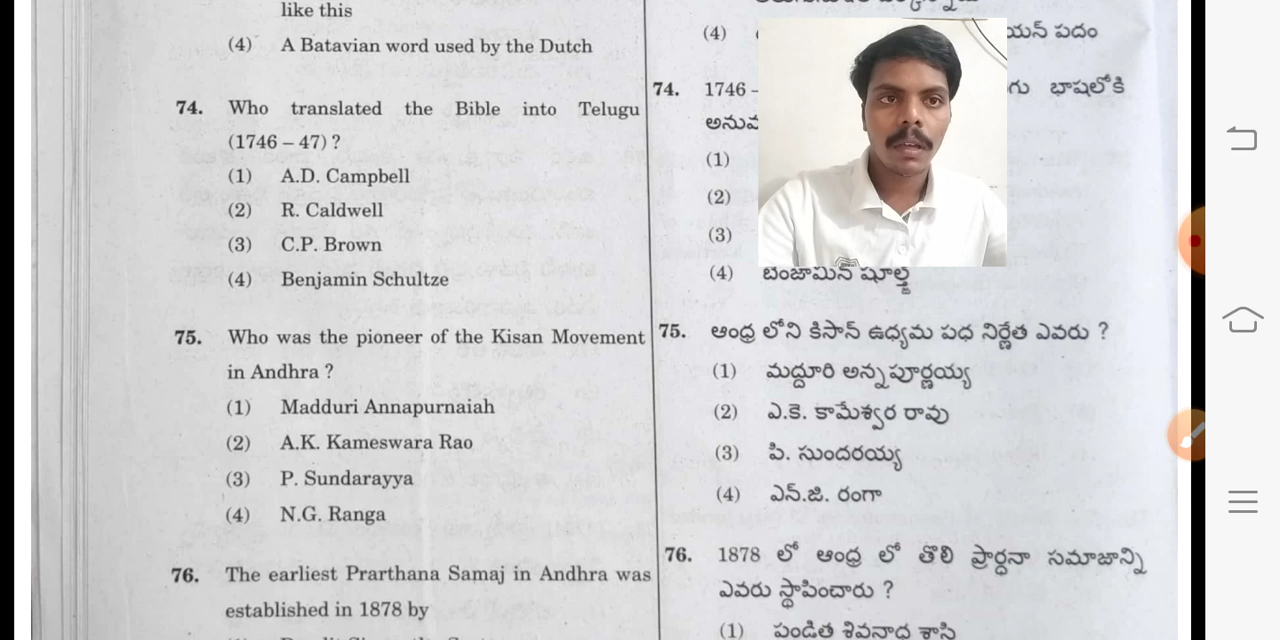 like this
(4) A Batavian word used by the Dutch
74. Who translated the Bible into Telugu
(1746 – 47) ?
(1) A.D. Campbell
(2) R. Caldwell
(3) C.P. Brown
(4) Benjamin Schultze
75. Who was the pioneer of the Kisan Movement
in Andhra ?
(1) Madduri Annapurnaiah
(2) A.K. Kameswara Rao
(3) P. Sundarayya
(4) N.G. Ranga
76. The earliest Prarthana Samaj in Andhra was
established in 1878 by
(4) పదం
74. 1746 – భాషలోకి
(1)
(2)
(3)
(4) బెంజామిన్ షూల్జ్
75. ఆంధ్ర లోని కిసాన్ ఉధ్యమ పధ నిర్ణేత ఎవరు ?
(1) మద్దూరి అన్నపూర్ణయ్య
(2) ఎ.కె. కామేశ్వర రావు
(3) పి. సుందరయ్య
(4) ఎన్.జి. రంగా
76. 1878 లో ఆంధ్ర లో తొలి ప్రార్ధనా సమాజాన్ని
ఎవరు స్థాపించారు ?
(1) పండిత శివనాధ శాస్త్రి